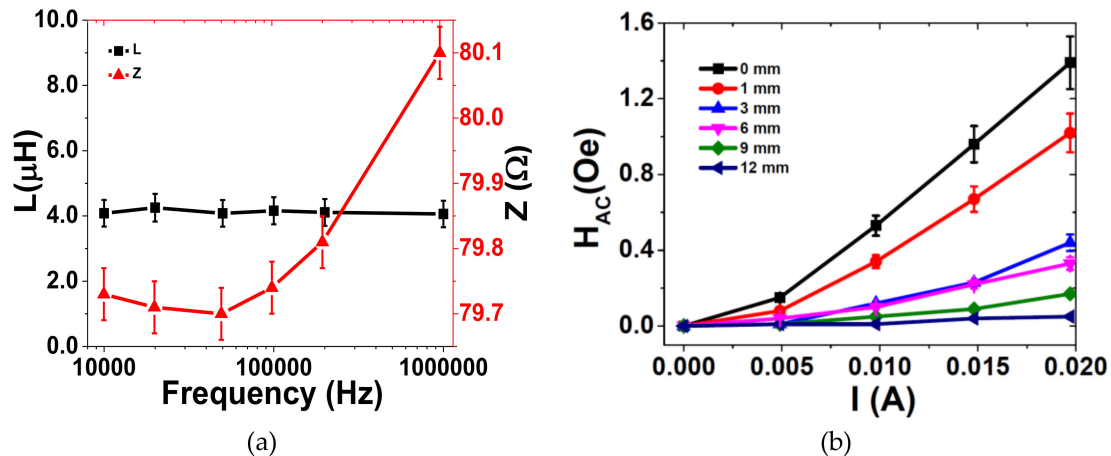 10.0
8.0
6.0
4.0
2.0
0.0
L(μH)
L
Z
80.1
80.0
79.9
79.8
79.7
Z (Ω)
10000 100000 1000000
Frequency (Hz)
(a)
1.6
1.2
0.8
0.4
0.0
HAC(Oe)
0 mm
1 mm
3 mm
6 mm
9 mm
12 mm
0.000 0.005 0.010 0.015 0.020
I (A)
(b)